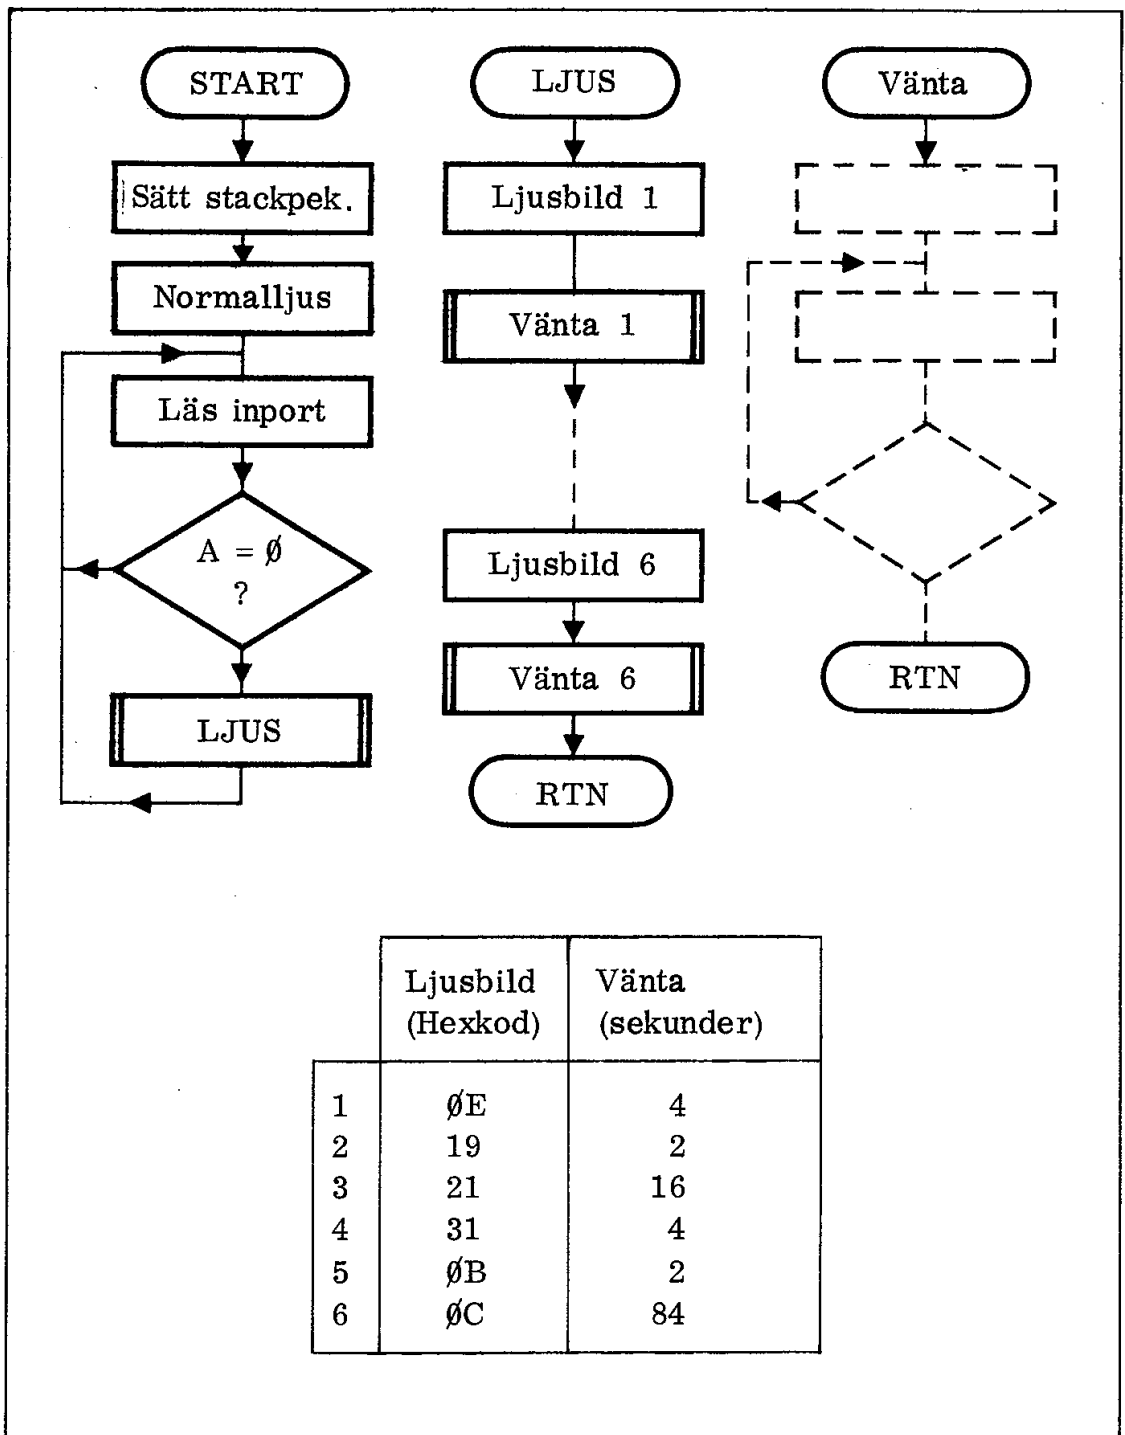 START
Sätt stackpek.
Normalljus
Läs inport
A = Ø
?
LJUS
LJUS
Ljusbild 1
Vänta 1
Ljusbild 6
Vänta 6
RTN
Vänta
RTN
Ljusbild Vänta
(Hexkod) (sekunder)
1 ØE 4
2 19 2
3 21 16
4 31 4
5 ØB 2
6 ØC 84